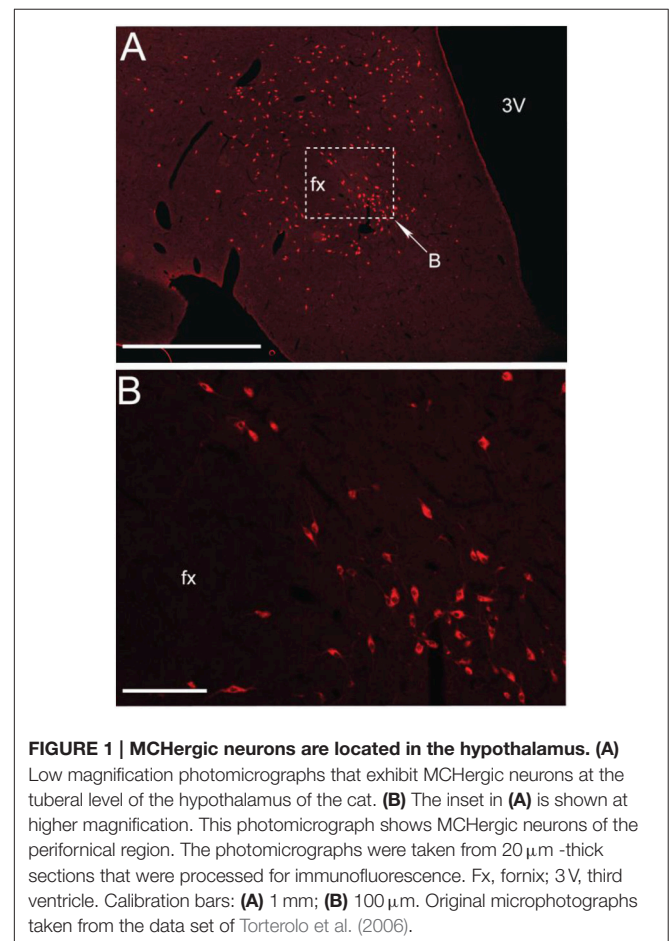 A
3V
fx
B
B
fx
FIGURE 1 | MCHergic neurons are located in the hypothalamus. (A)
Low magnification photomicrographs that exhibit MCHergic neurons at the
tuberal level of the hypothalamus of the cat. (B) The inset in (A) is shown at
higher magnification. This photomicrograph shows MCHergic neurons of the
perifornical region. The photomicrographs were taken from 20 μm -thick
sections that were processed for immunofluorescence. Fx, fornix; 3 V, third
ventricle. Calibration bars: (A) 1 mm; (B) 100 μm. Original microphotographs
taken from the data set of Torterolo et al. (2006).